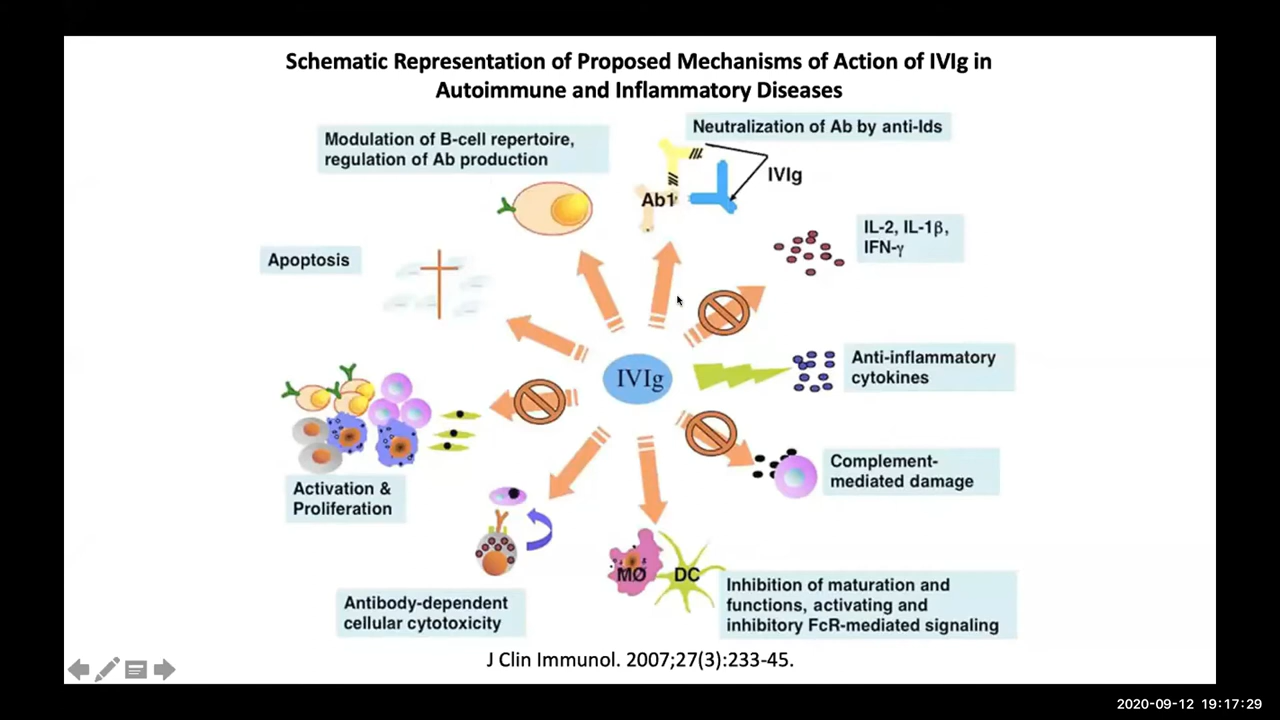 Schematic Representation of Proposed Mechanisms of Action of IVIg in
Autoimmune and Inflammatory Diseases
Modulation of B-cell repertoire,
regulation of Ab production
Neutralization of Ab by anti-Ids
IVIg
Ab1
IL-2, IL-1β,
IFN-γ
Apoptosis
Anti-inflammatory
cytokines
IVIg
Complement-
mediated damage
Activation &
Proliferation
MØ
DC
Inhibition of maturation and
functions, activating and
inhibitory FcR-mediated signaling
Antibody-dependent
cellular cytotoxicity
J Clin Immunol. 2007;27(3):233-45.
2020-09-12 19:17:29